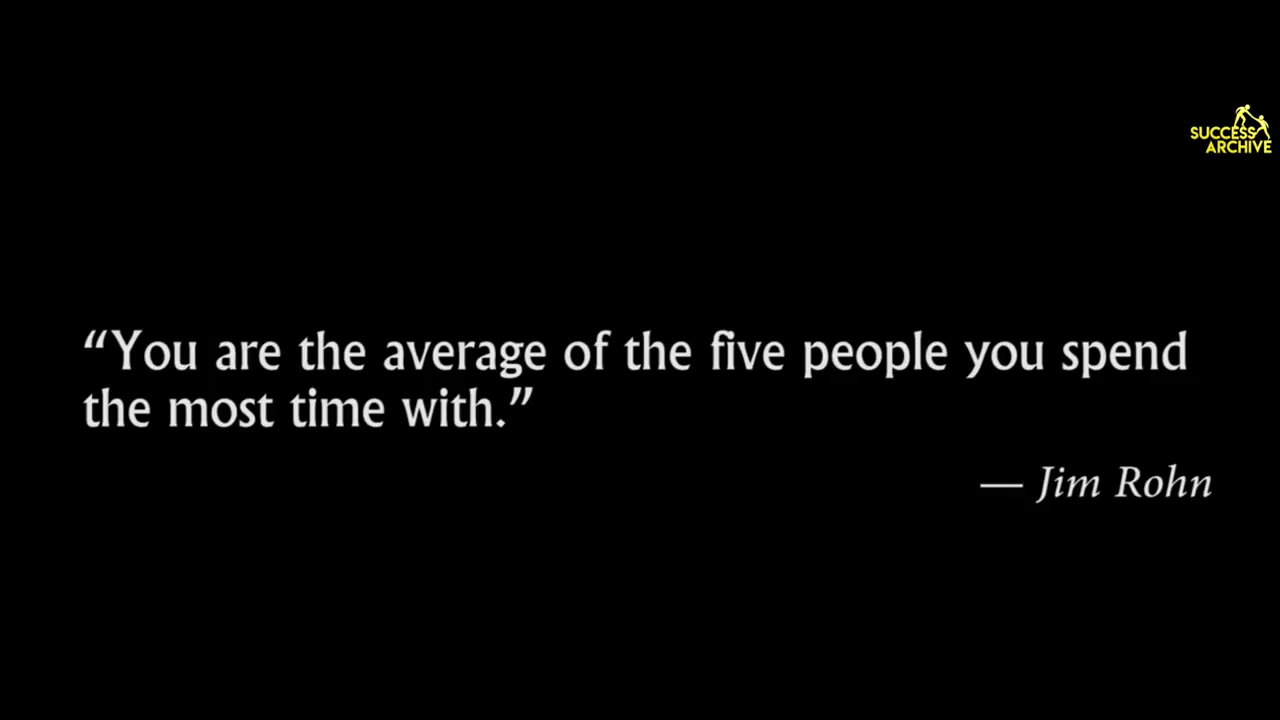 SUCCESS
ARCHIVE
“You are the average of the five people you spend
the most time with.”
— Jim Rohn